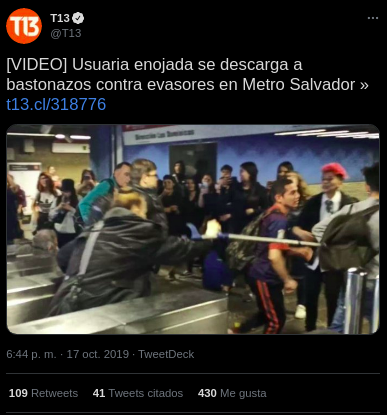 T13
T13
@T13
[VIDEO] Usuaria enojada se descarga a
bastonazos contra evasores en Metro Salvador »
t13.cl/318776
Dirección Los Dominicos
6:44 p. m. · 17 oct. 2019 · TweetDeck
109 Retweets 41 Tweets citados 430 Me gusta